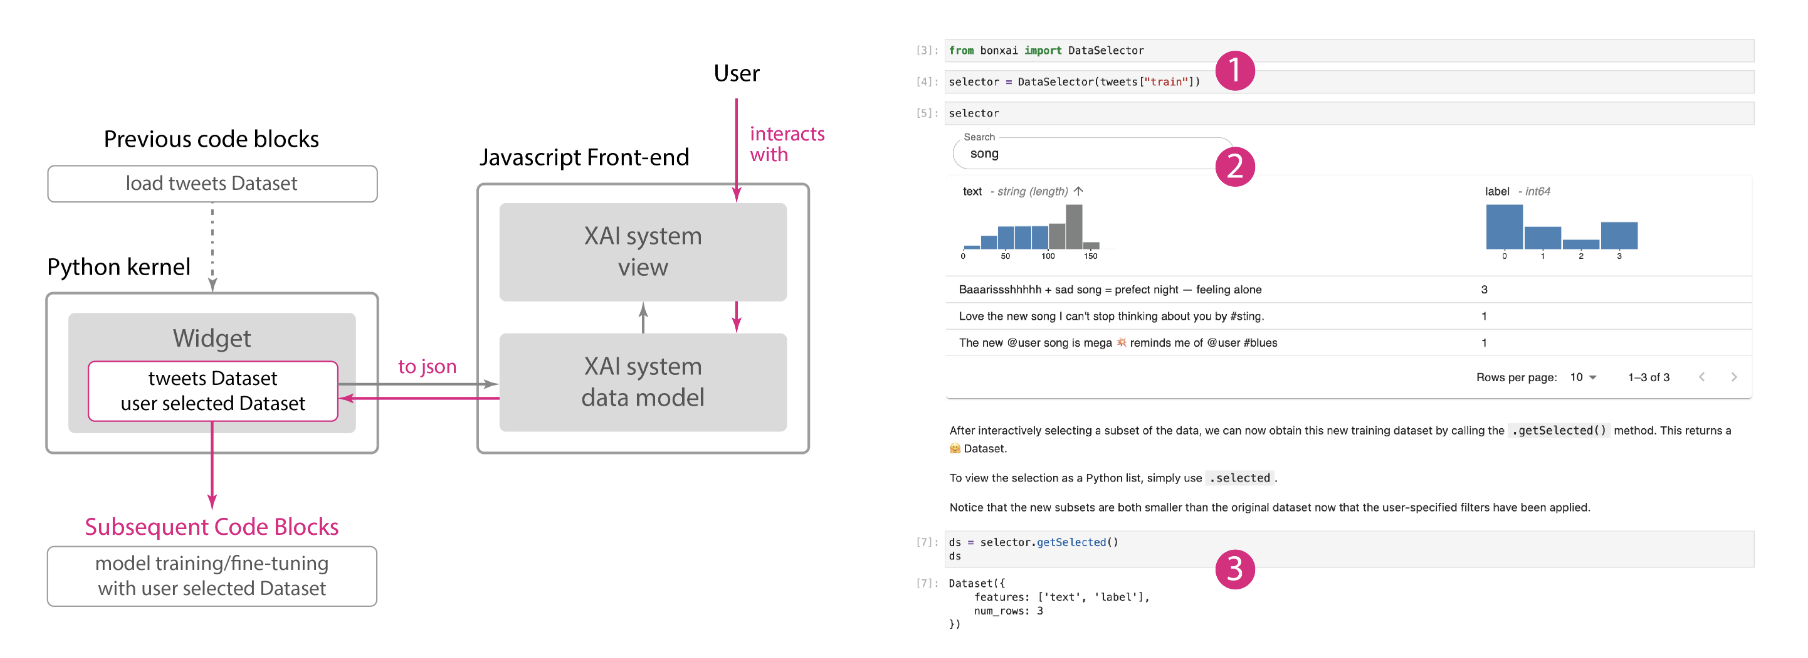 User
interacts
with
Previous code blocks
load tweets Dataset
Javascript Front-end
XAI system
view
Python kernel
Widget
tweets Dataset
user selected Dataset
to json
XAI system
data model
Subsequent Code Blocks
model training/fine-tuning
with user selected Dataset
[3]: from bonxai import DataSelector
1
[4]: selector = DataSelector(tweets["train"])
[5]: selector
Search
song
2
text - string (length) ↑
label - int64
0 50 100 150
0 1 2 3
Baaarissshhhhh + sad song = prefect night — feeling alone 3
Love the new song I can't stop thinking about you by #sting. 1
The new @user song is mega 💥 reminds me of @user #blues 1
Rows per page: 10 1–3 of 3
After interactively selecting a subset of the data, we can now obtain this new training dataset by calling the .getSelected() method. This returns a
🤗 Dataset.
To view the selection as a Python list, simply use .selected .
Notice that the new subsets are both smaller than the original dataset now that the user-specified filters have been applied.
[7]: ds = selector.getSelected()
ds
3
[7]: Dataset({
features: ['text', 'label'],
num_rows: 3
})